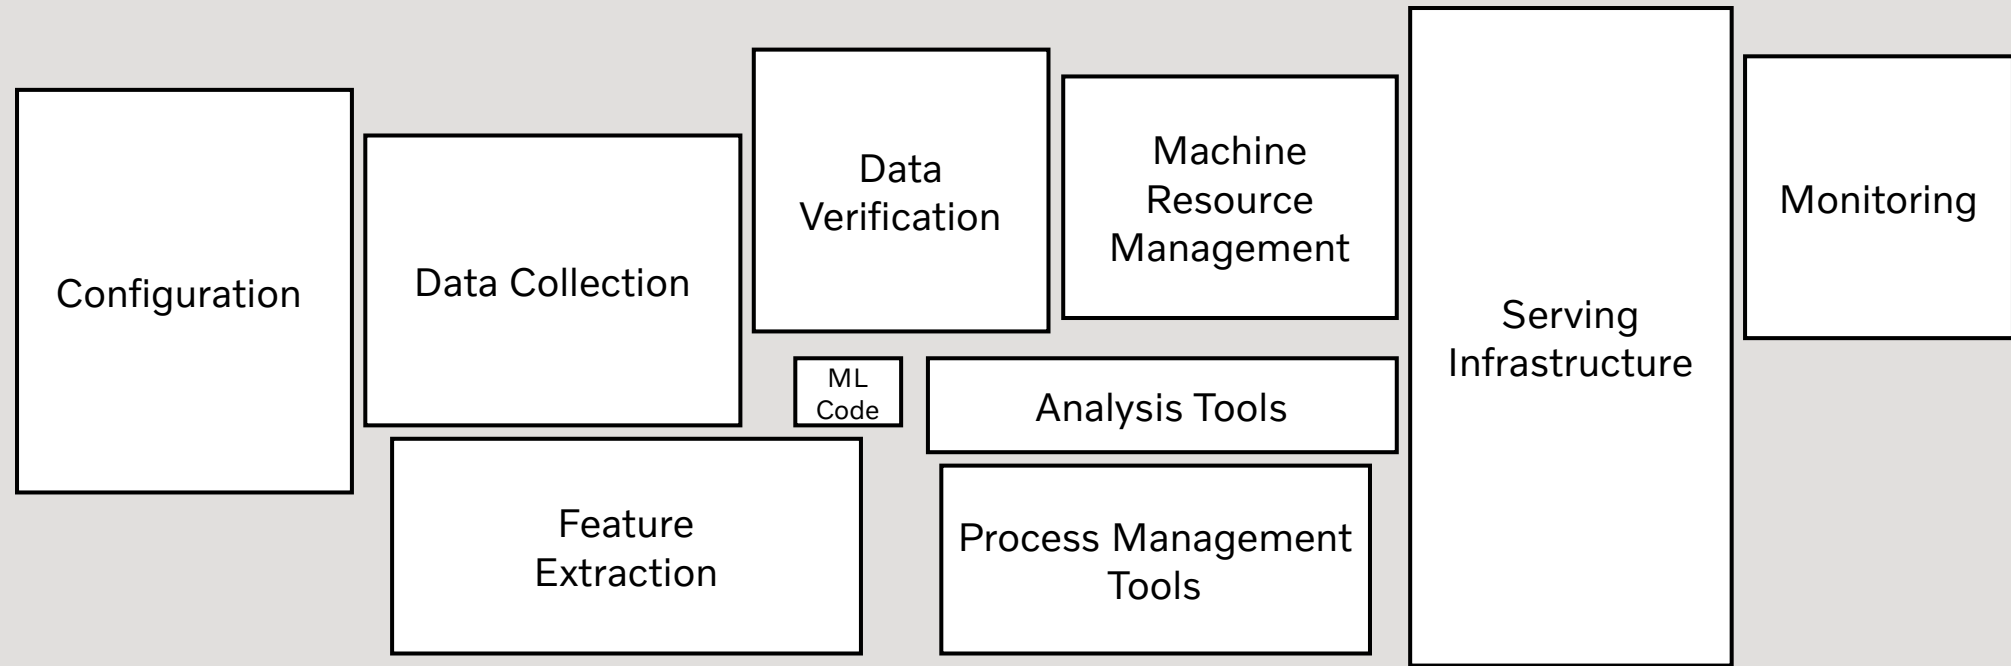 Configuration
Data Collection
Data
Verification
Machine
Resource
Management
Serving
Infrastructure
Monitoring
ML
Code
Analysis Tools
Feature
Extraction
Process Management
Tools